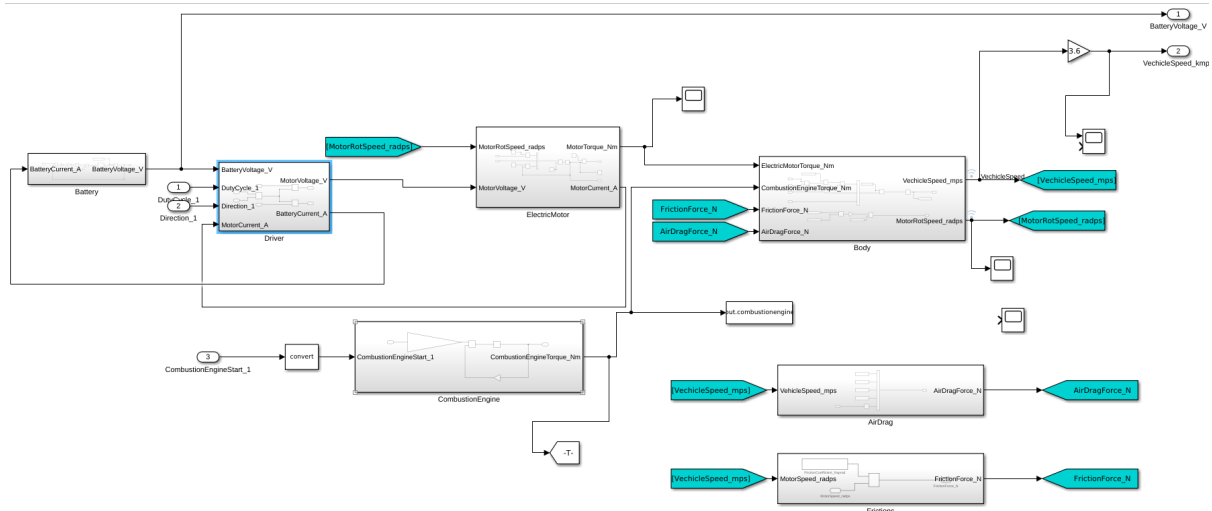 1
BatteryVoltage_V
3.6
2
VechicleSpeed_kmp
[MotorRotSpeed_radps]
MotorRotSpeed_radps
MotorTorque_Nm
MotorVoltage_V
MotorCurrent_A
ElectricMotor
BatteryCurrent_A
BatteryVoltage_V
Battery
BatteryVoltage_V
DutyCycle_1
Direction_1
MotorCurrent_A
MotorVoltage_V
BatteryCurrent_A
Driver
1
DutyCycle_1
2
Direction_1
ElectricMotorTorque_Nm
CombustionEngineTorque_Nm
FrictionForce_N
AirDragForce_N
VechicleSpeed_mps
MotorRotSpeed_radps
Body
FrictionForce_N
AirDragForce_N
VechicleSpeed
[VechicleSpeed_mps]
[MotorRotSpeed_radps]
out.combustionengine
3
CombustionEngineStart_1
convert
CombustionEngineStart_1
CombustionEngineTorque_Nm
CombustionEngine
-T-
[VechicleSpeed_mps]
VehicleSpeed_mps
AirDragForce_N
AirDrag
AirDragForce_N
[VechicleSpeed_mps]
MotorSpeed_radps
FrictionForce_N
FrictionForce_N
Frictions